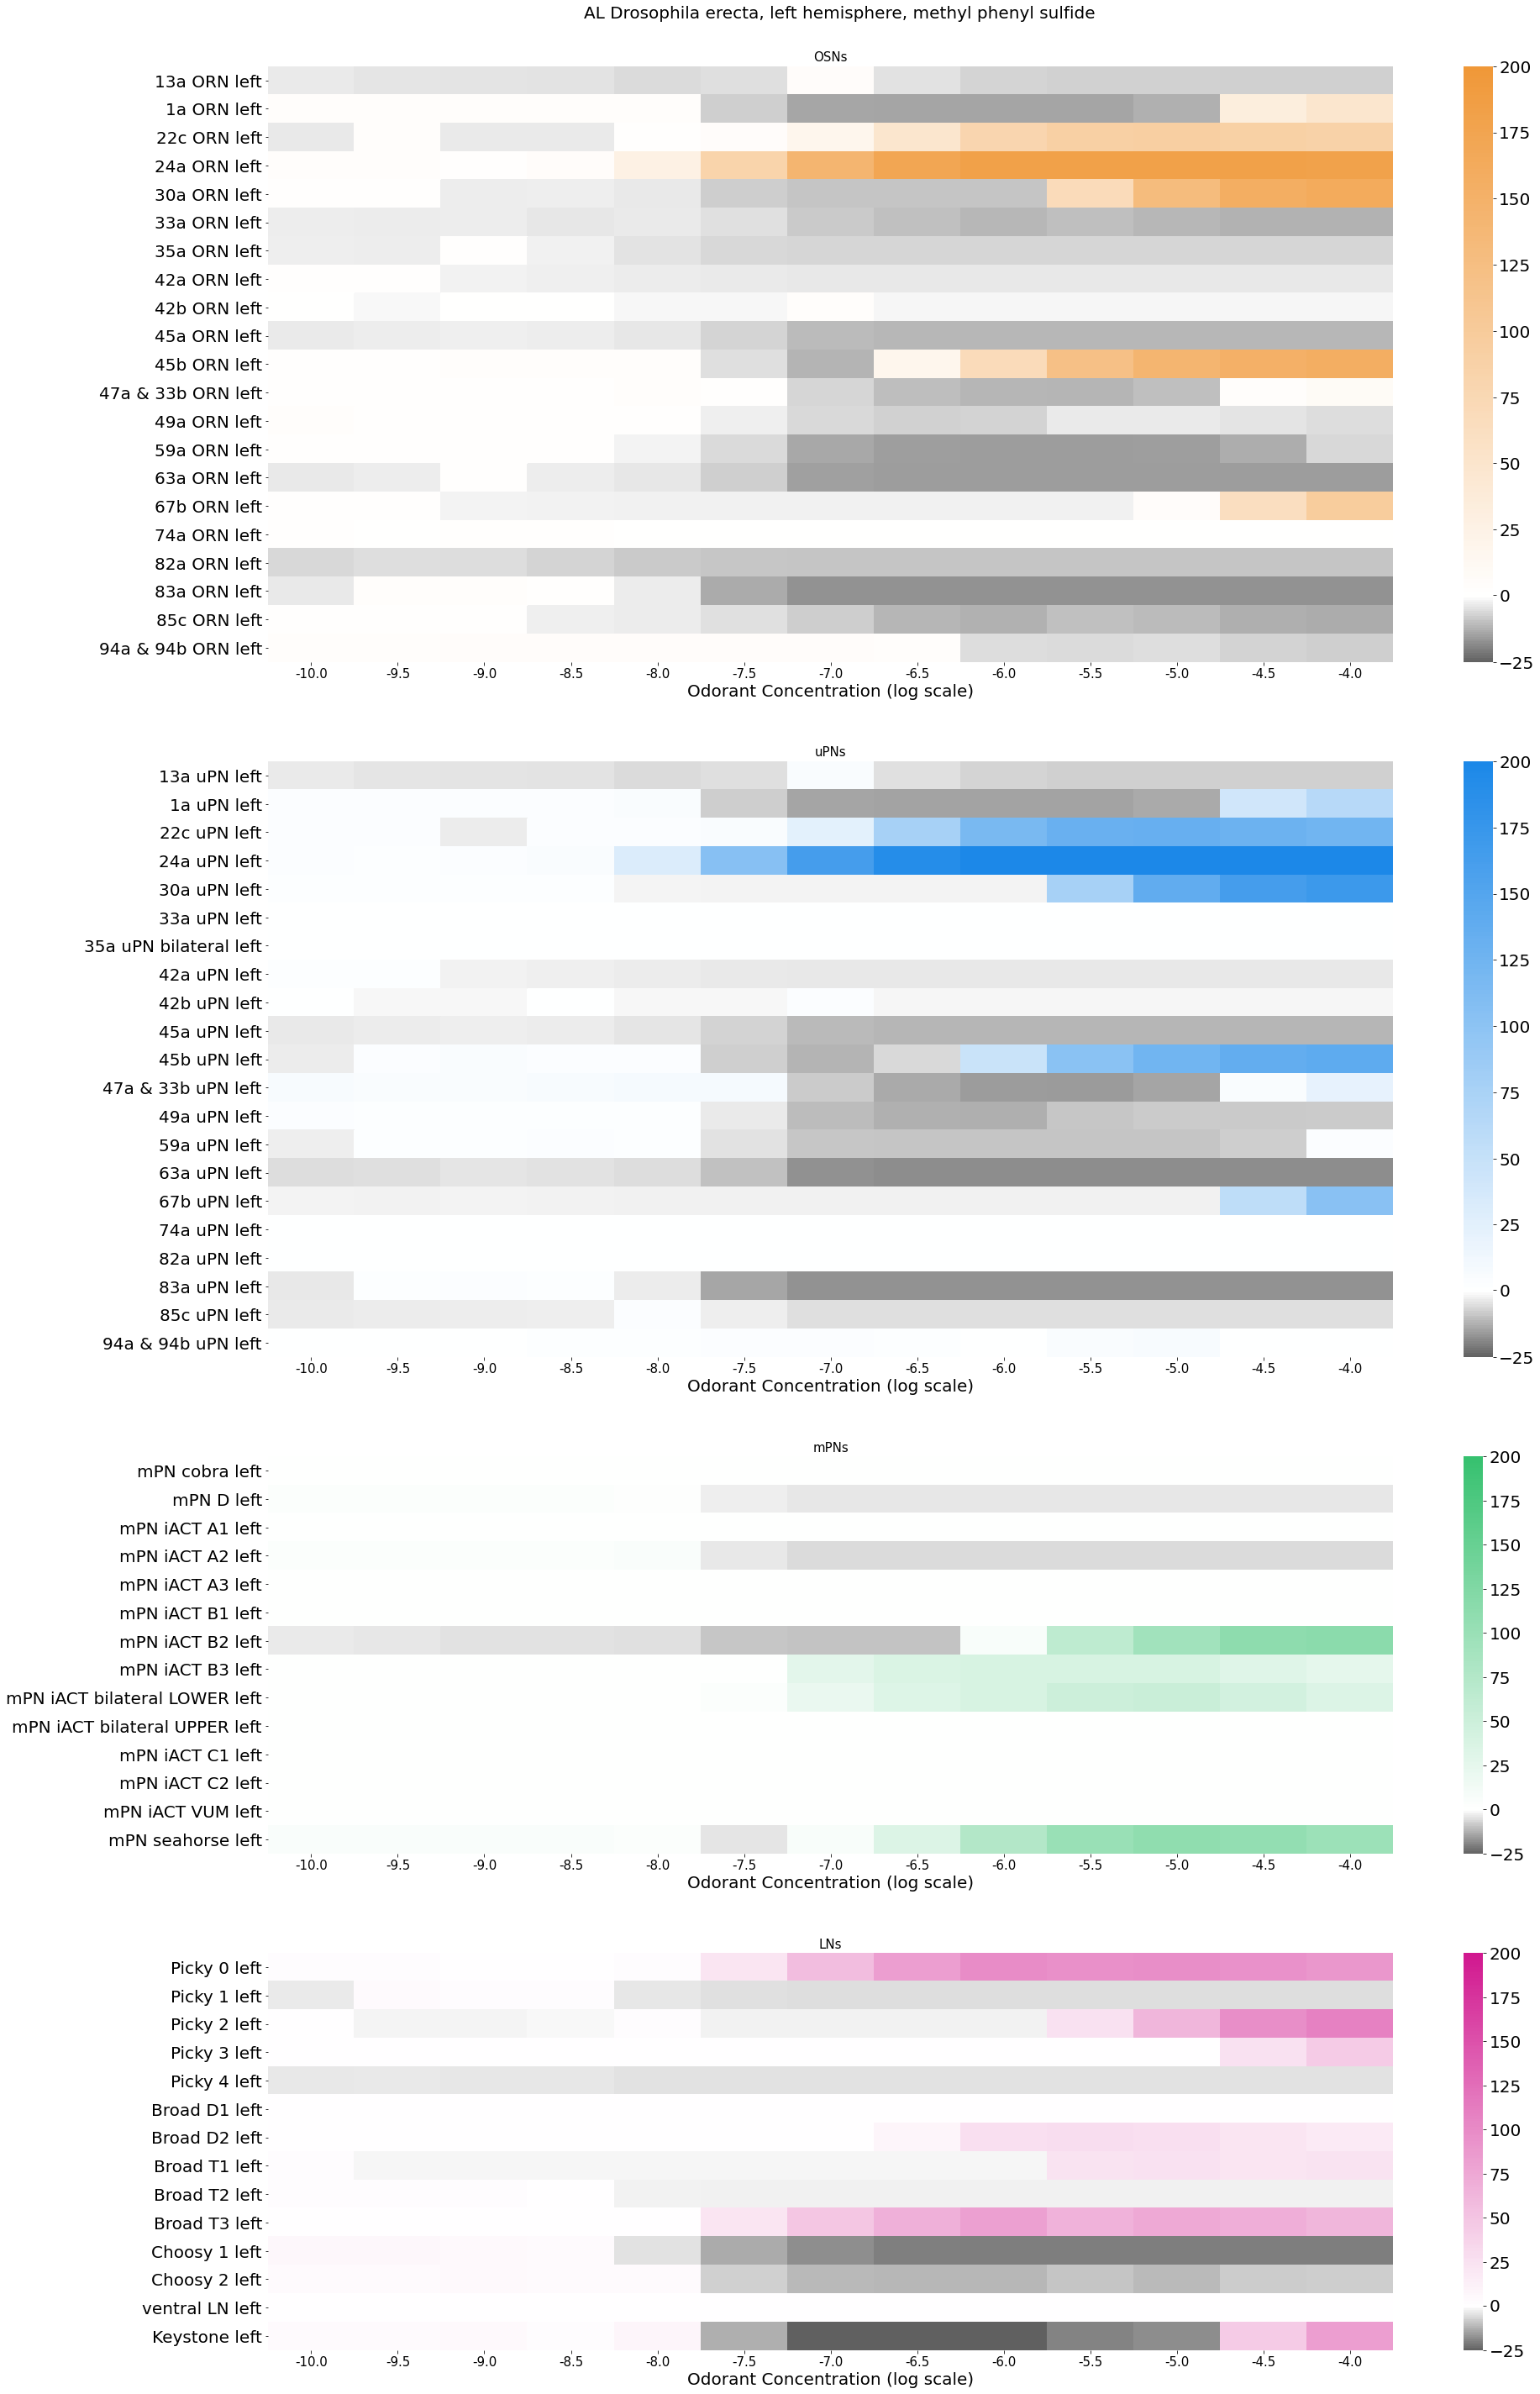 AL Drosophila erecta, left hemisphere, methyl phenyl sulfide
OSNs
13a ORN left
1a ORN left
22c ORN left
24a ORN left
30a ORN left
33a ORN left
35a ORN left
42a ORN left
42b ORN left
45a ORN left
45b ORN left
47a & 33b ORN left
49a ORN left
59a ORN left
63a ORN left
67b ORN left
74a ORN left
82a ORN left
83a ORN left
85c ORN left
94a & 94b ORN left
-10.0 -9.5 -9.0 -8.5 -8.0 -7.5 -7.0 -6.5 -6.0 -5.5 -5.0 -4.5 -4.0
Odorant Concentration (log scale)
200
175
150
125
100
75
50
25
0
−25
uPNs
13a uPN left
1a uPN left
22c uPN left
24a uPN left
30a uPN left
33a uPN left
35a uPN bilateral left
42a uPN left
42b uPN left
45a uPN left
45b uPN left
47a & 33b uPN left
49a uPN left
59a uPN left
63a uPN left
67b uPN left
74a uPN left
82a uPN left
83a uPN left
85c uPN left
94a & 94b uPN left
-10.0 -9.5 -9.0 -8.5 -8.0 -7.5 -7.0 -6.5 -6.0 -5.5 -5.0 -4.5 -4.0
Odorant Concentration (log scale)
200
175
150
125
100
75
50
25
0
−25
mPNs
mPN cobra left
mPN D left
mPN iACT A1 left
mPN iACT A2 left
mPN iACT A3 left
mPN iACT B1 left
mPN iACT B2 left
mPN iACT B3 left
mPN iACT bilateral LOWER left
mPN iACT bilateral UPPER left
mPN iACT C1 left
mPN iACT C2 left
mPN iACT VUM left
mPN seahorse left
-10.0 -9.5 -9.0 -8.5 -8.0 -7.5 -7.0 -6.5 -6.0 -5.5 -5.0 -4.5 -4.0
Odorant Concentration (log scale)
200
175
150
125
100
75
50
25
0
−25
LNs
Picky 0 left
Picky 1 left
Picky 2 left
Picky 3 left
Picky 4 left
Broad D1 left
Broad D2 left
Broad T1 left
Broad T2 left
Broad T3 left
Choosy 1 left
Choosy 2 left
ventral LN left
Keystone left
-10.0 -9.5 -9.0 -8.5 -8.0 -7.5 -7.0 -6.5 -6.0 -5.5 -5.0 -4.5 -4.0
Odorant Concentration (log scale)
200
175
150
125
100
75
50
25
0
−25